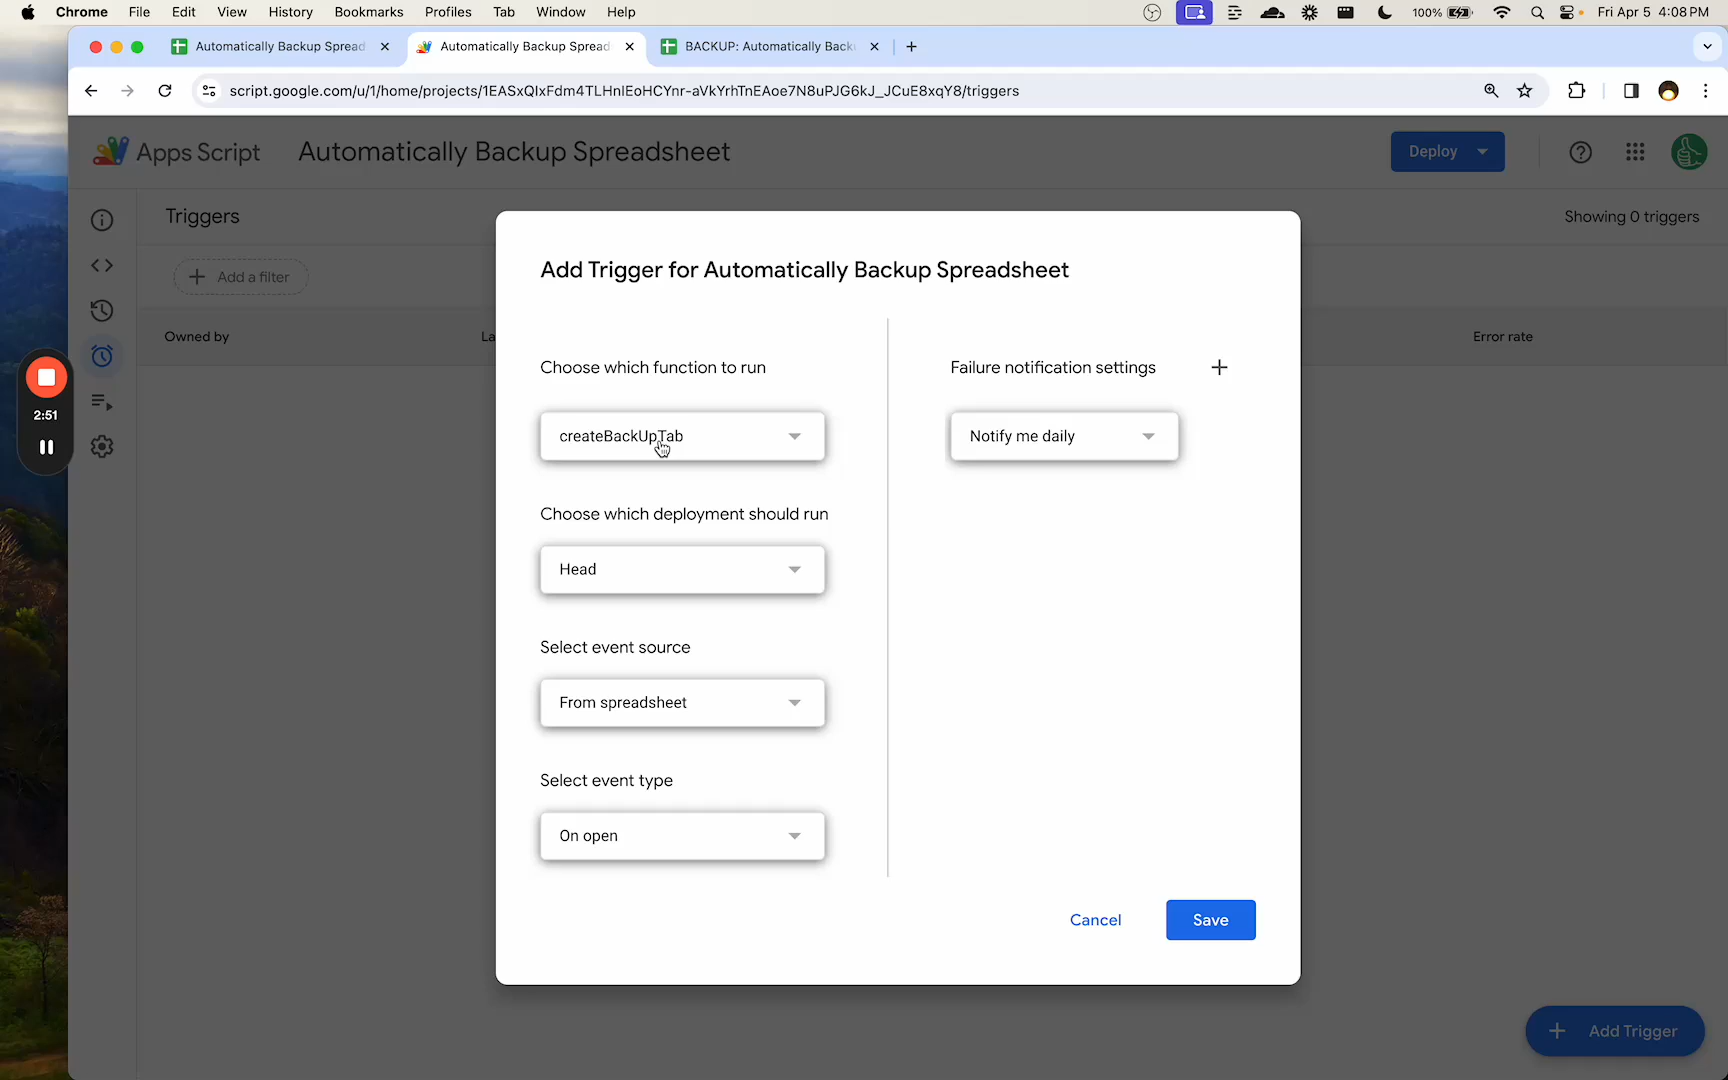 Chrome File Edit View History Bookmarks Profiles Tab Window Help 100% Fri Apr 5 4:08 PM
Automatically Backup Spread Automatically Backup Spread BACKUP: Automatically Back
script.google.com/u/1/home/projects/1EASxQIxFdm4TLHnlEoHCYnr-aVkYrhTnEAoe7N8uPJG6kJ_JCuE8xqY8/triggers
Apps Script Automatically Backup Spreadsheet Deploy
Triggers Showing 0 triggers
Add a filter
Owned by La Error rate
Add Trigger for Automatically Backup Spreadsheet
Choose which function to run
createBackUpTab
Choose which deployment should run
Head
Select event source
From spreadsheet
Select event type
On open
Failure notification settings
Notify me daily
Cancel Save
2:51
Add Trigger